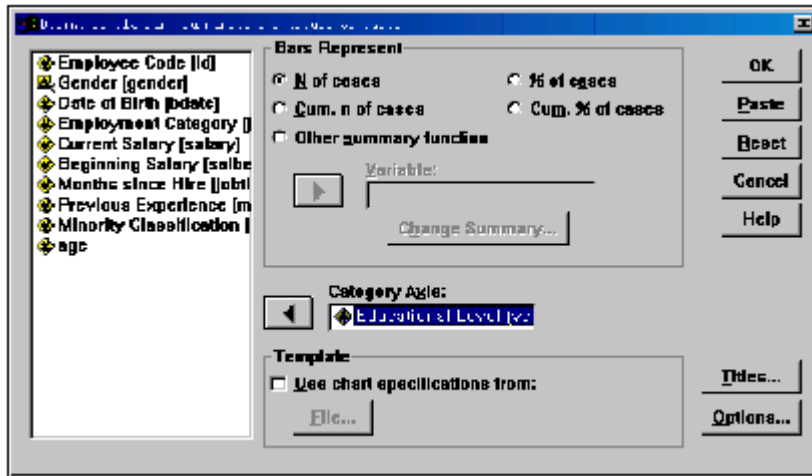 Employee Code [id]
Gender [gender]
Date of Birth [bdate]
Employment Category [j
Current Salary [salary]
Beginning Salary [salbe
Months since Hire [jobti
Previous Experience [m
Minority Classification [
age
Bars Represent
N of cases
% of cases
Cum. n of cases
Cum. % of cases
Other summary function
Variable:
Change Summary...
Category Axis:
Educational Level
Template
Use chart specifications from:
File...
OK
Paste
Reset
Cancel
Help
Titles...
Options...